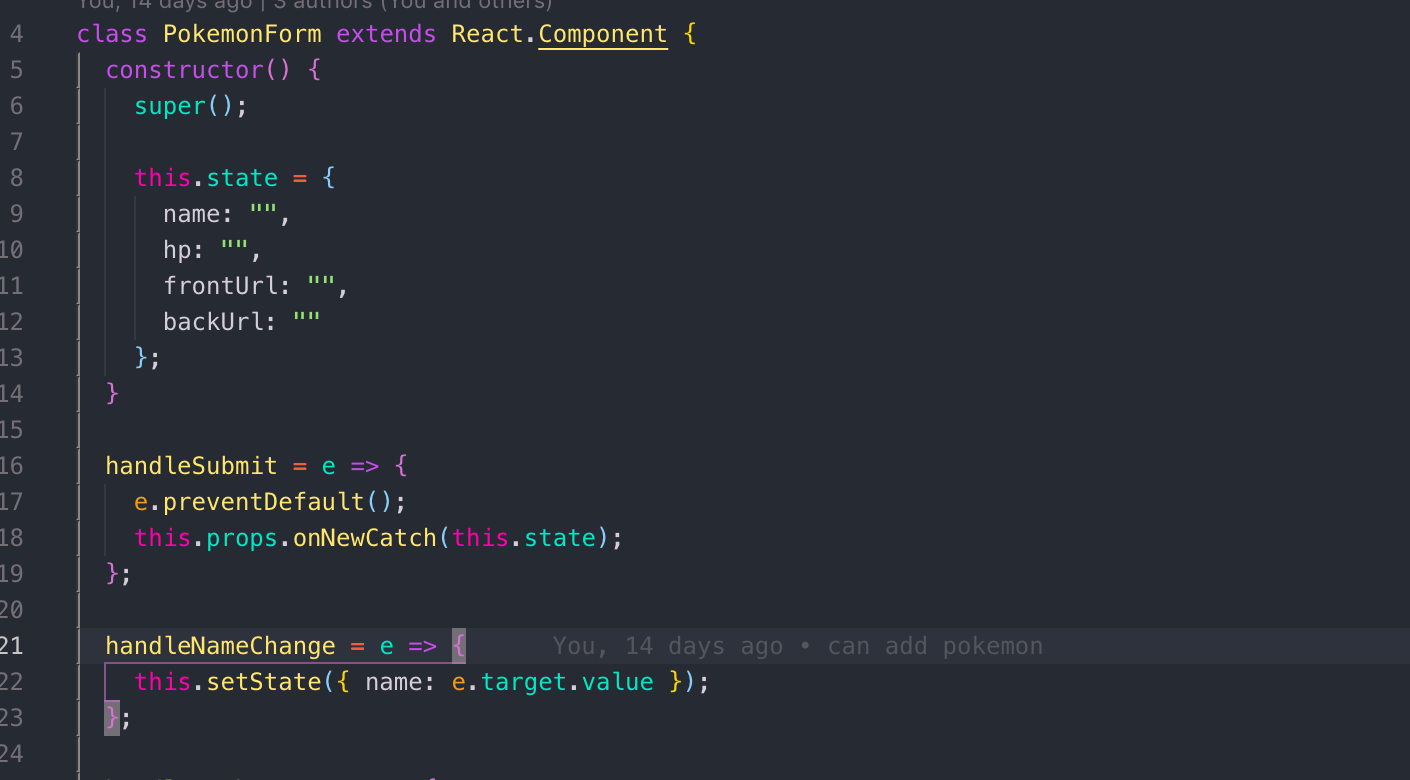 You, 14 days ago | 3 authors (You and others)
4 class PokemonForm extends React.Component {
5 constructor() {
6 super();
7
8 this.state = {
9 name: "",
10 hp: "",
11 frontUrl: "",
12 backUrl: ""
13 };
14 }
15
16 handleSubmit = e => {
17 e.preventDefault();
18 this.props.onNewCatch(this.state);
19 };
20
21 handleNameChange = e => { You, 14 days ago • can add pokemon
22 this.setState({ name: e.target.value });
23 };
24